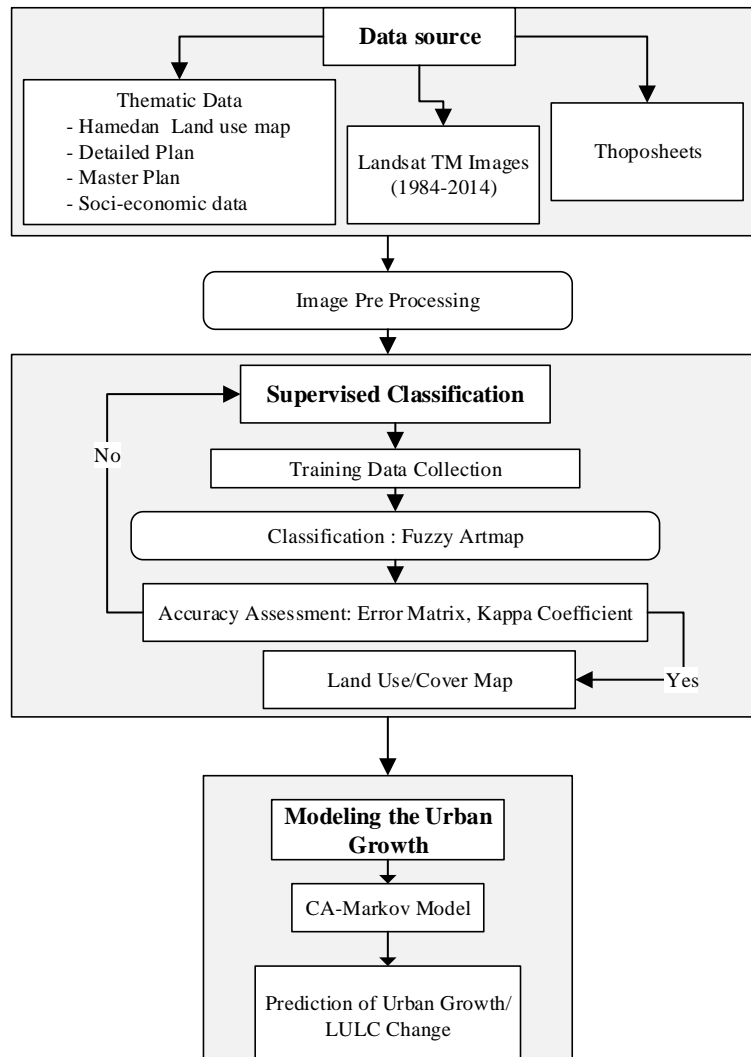 Data source
Thematic Data
- Hamedan Land use map
- Detailed Plan
- Master Plan
- Soci-economic data
Landsat TM Images
(1984-2014)
Thoposheets
Image Pre Processing
Supervised Classification
No
Training Data Collection
Classification : Fuzzy Artmap
Accuracy Assessment: Error Matrix, Kappa Coefficient
Land Use/Cover Map
Yes
Modeling the Urban
Growth
CA-Markov Model
Prediction of Urban Growth/
LULC Change